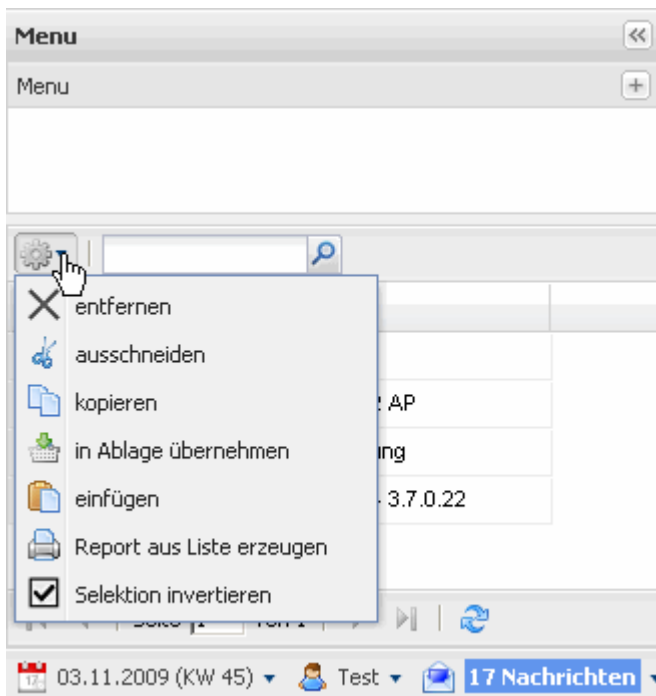 Menu
Menu
entfernen
ausschneiden
kopieren
AP
in Ablage übernehmen
ung
einfügen
3.7.0.22
Report aus Liste erzeugen
Selektion invertieren
03.11.2009 (KW 45) Test 17 Nachrichten